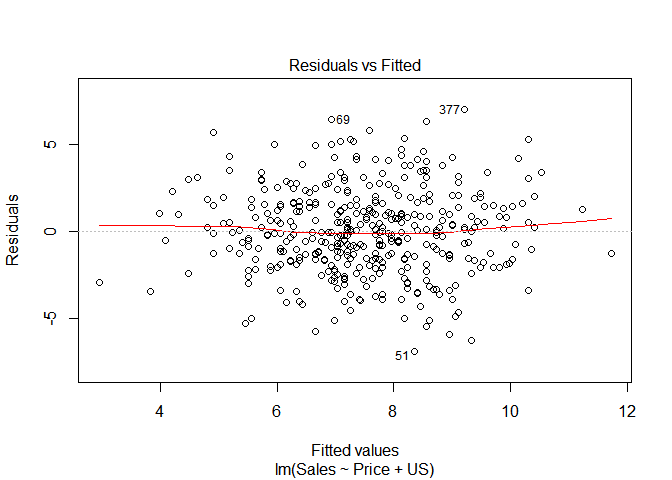 Residuals vs Fitted
377
69
5
0
-5
51
Residuals
4 6 8 10 12
Fitted values
lm(Sales ~ Price + US)